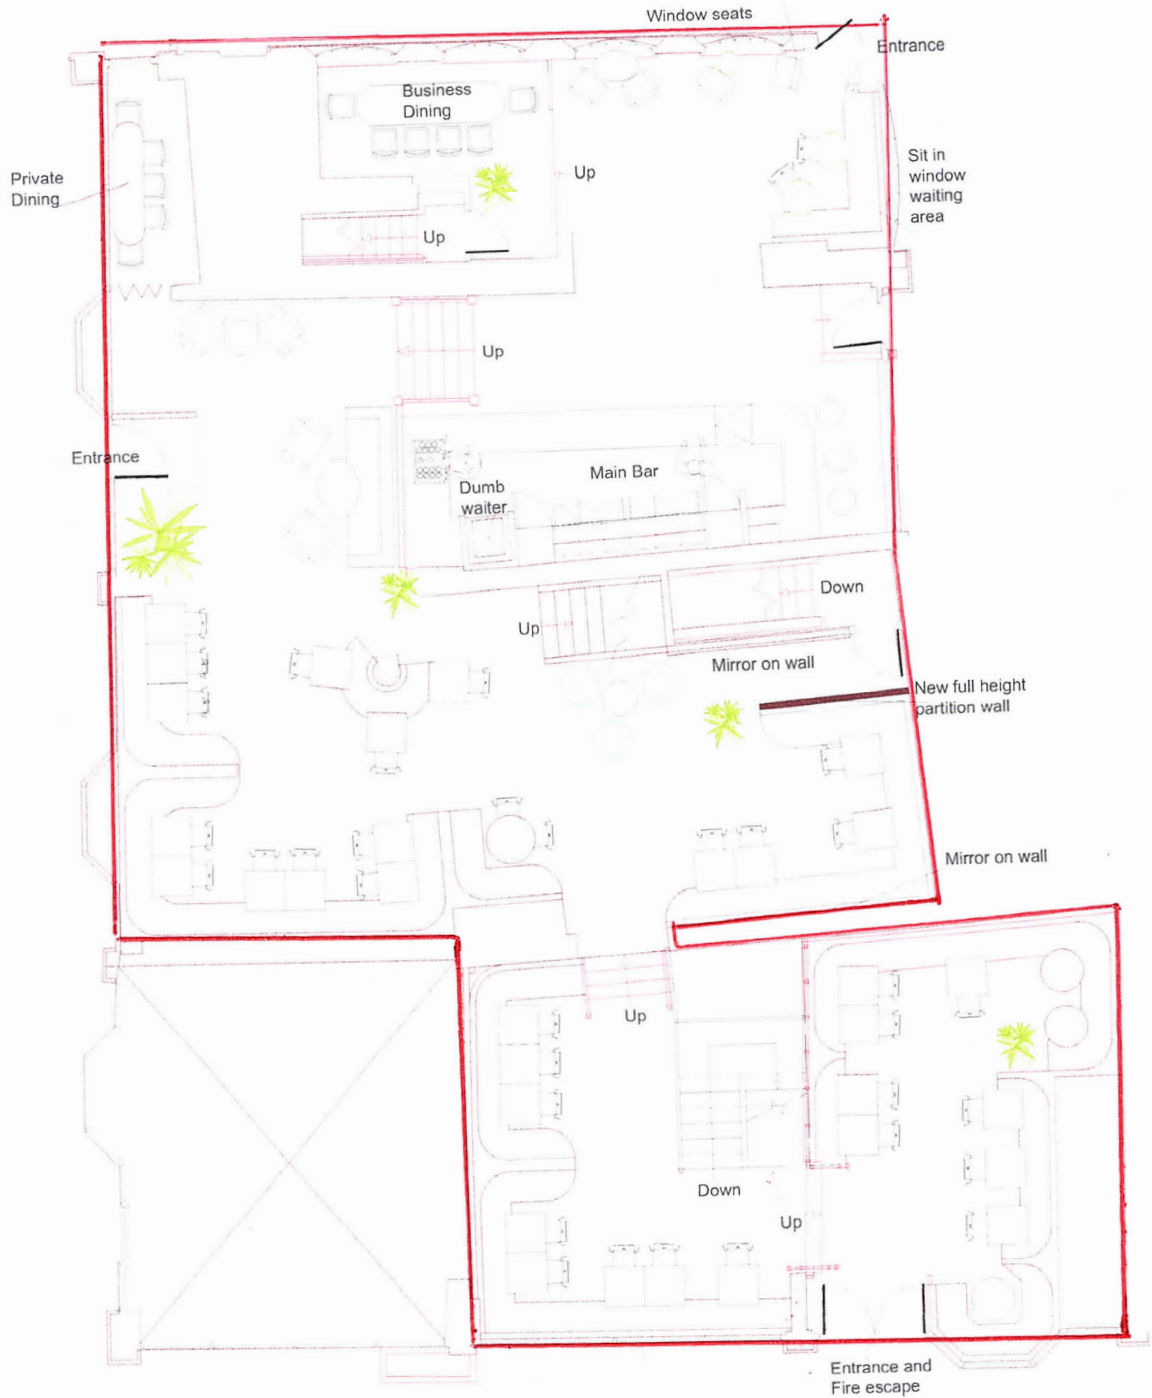 Window seats
Entrance
Business
Dining
Private
Dining
Up
Sit in
window
waiting
area
Up
Up
Entrance
Main Bar
Dumb
waiter
Down
Up
Mirror on wall
New full height
partition wall
Mirror on wall
Up
Down
Up
Entrance and
Fire escape